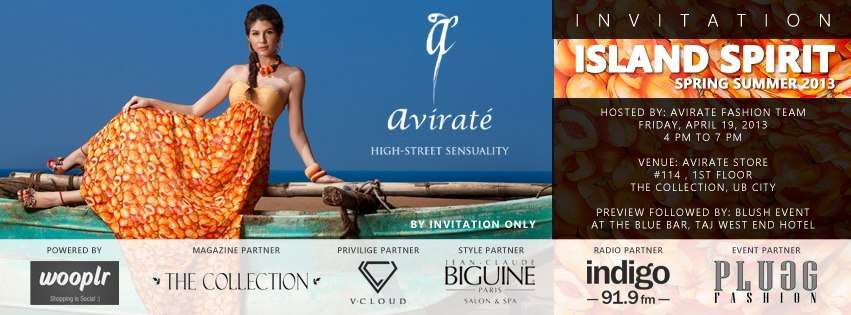 aviraté
HIGH-STREET SENSUALITY
BY INVITATION ONLY
INVITATION
ISLAND SPIRIT
SPRING SUMMER 2013
HOSTED BY: AVIRATE FASHION TEAM
FRIDAY, APRIL 19, 2013
4 PM TO 7 PM
VENUE: AVIRATE STORE
#114 , 1ST FLOOR
THE COLLECTION, UB CITY
PREVIEW FOLLOWED BY: BLUSH EVENT
AT THE BLUE BAR, TAJ WEST END HOTEL
POWERED BY
wooplr
Shopping is Social :)
MAGAZINE PARTNER
THE COLLECTION
PRIVILIGE PARTNER
V·CLOUD
STYLE PARTNER
JEAN-CLAUDE
BIGUINE
PARIS
SALON & SPA
RADIO PARTNER
indigo
91.9 fm
EVENT PARTNER
PLUGG
FASHION